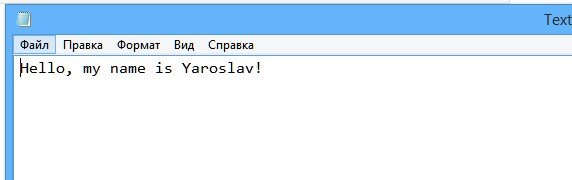 Text
Файл Правка Формат Вид Справка
Hello, my name is Yaroslav!